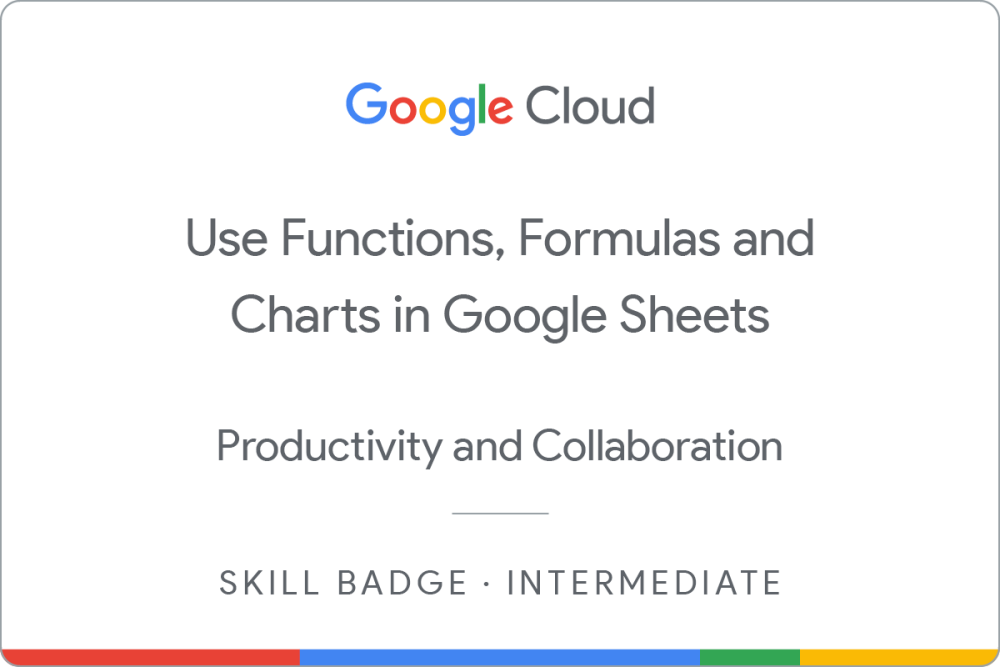 Google Cloud
Use Functions, Formulas and
Charts in Google Sheets
Productivity and Collaboration
SKILL BADGE · INTERMEDIATE